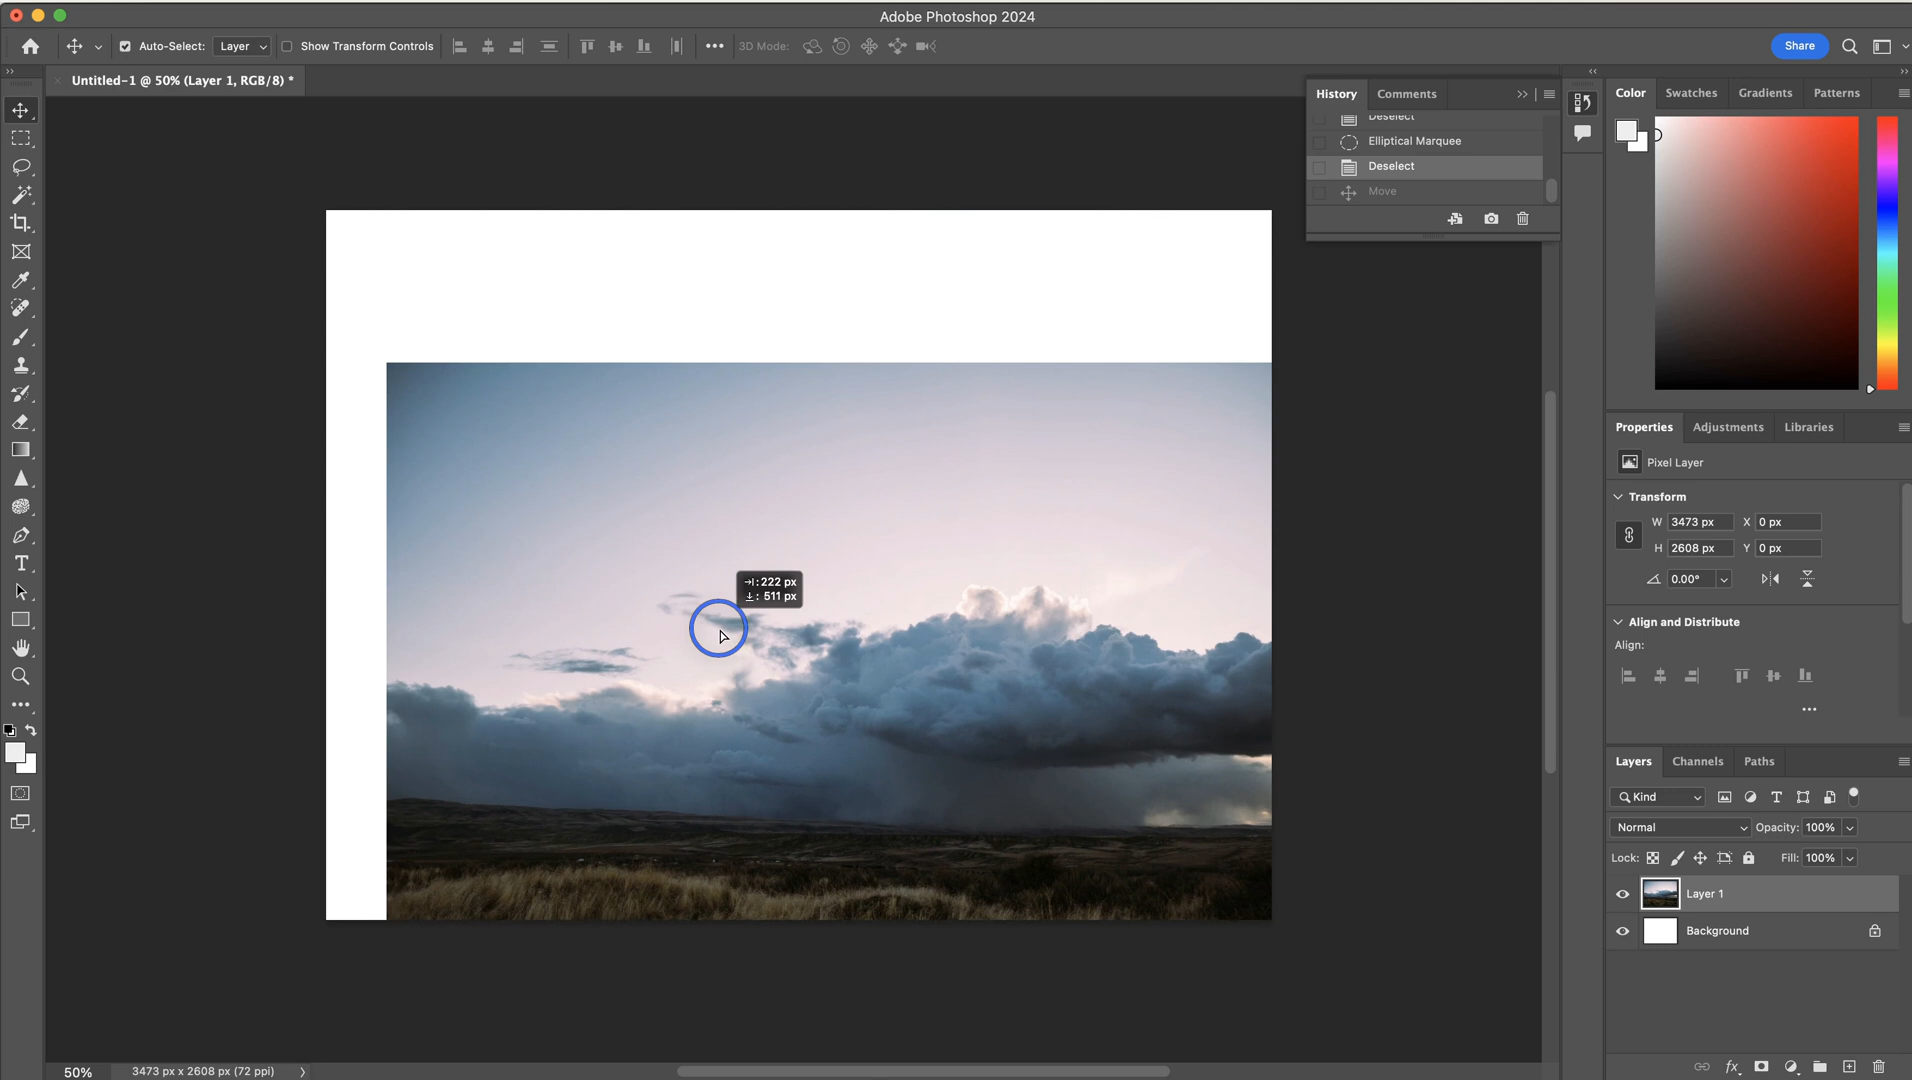 Adobe Photoshop 2024
Auto-Select: Layer Show Transform Controls 3D Mode: Share
Untitled-1 @ 50% (Layer 1, RGB/8) *
History Comments
Deselect
Elliptical Marquee
Deselect
Move
Color Swatches Gradients Patterns
222 px
511 px
Properties Adjustments Libraries
Pixel Layer
Transform
W 3473 px X 0 px
H 2608 px Y 0 px
0.00°
Align and Distribute
Align:
Layers Channels Paths
Kind
Normal Opacity: 100%
Lock: Fill: 100%
Layer 1
Background
fx
50% 3473 px x 2608 px (72 ppi)